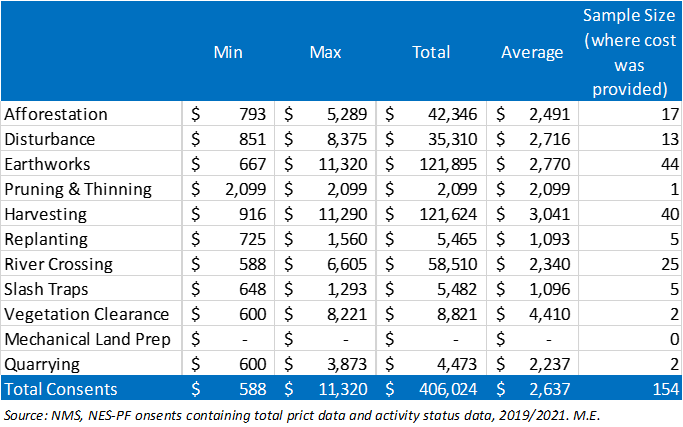 Sample Size
(where cost
Min Max Total Average was
provided)
Afforestation $ 793 $ 5,289 $ 42,346 $ 2,491 17
Disturbance $ 851 $ 8,375 $ 35,310 $ 2,716 13
Earthworks $ 667 $ 11,320 $ 121,895 $ 2,770 44
Pruning & Thinning $ 2,099 $ 2,099 $ 2,099 $ 2,099 1
Harvesting $ 916 $ 11,290 $ 121,624 $ 3,041 40
Replanting $ 725 $ 1,560 $ 5,465 $ 1,093 5
River Crossing $ 588 $ 6,605 $ 58,510 $ 2,340 25
Slash Traps $ 648 $ 1,293 $ 5,482 $ 1,096 5
Vegetation Clearance $ 600 $ 8,221 $ 8,821 $ 4,410 2
Mechanical Land Prep $ - $ - $ - $ - 0
Quarrying $ 600 $ 3,873 $ 4,473 $ 2,237 2
Total Consents $ 588 $ 11,320 $ 406,024 $ 2,637 154
Source: NMS, NES-PF onsents containing total prict data and activity status data, 2019/2021. M.E.